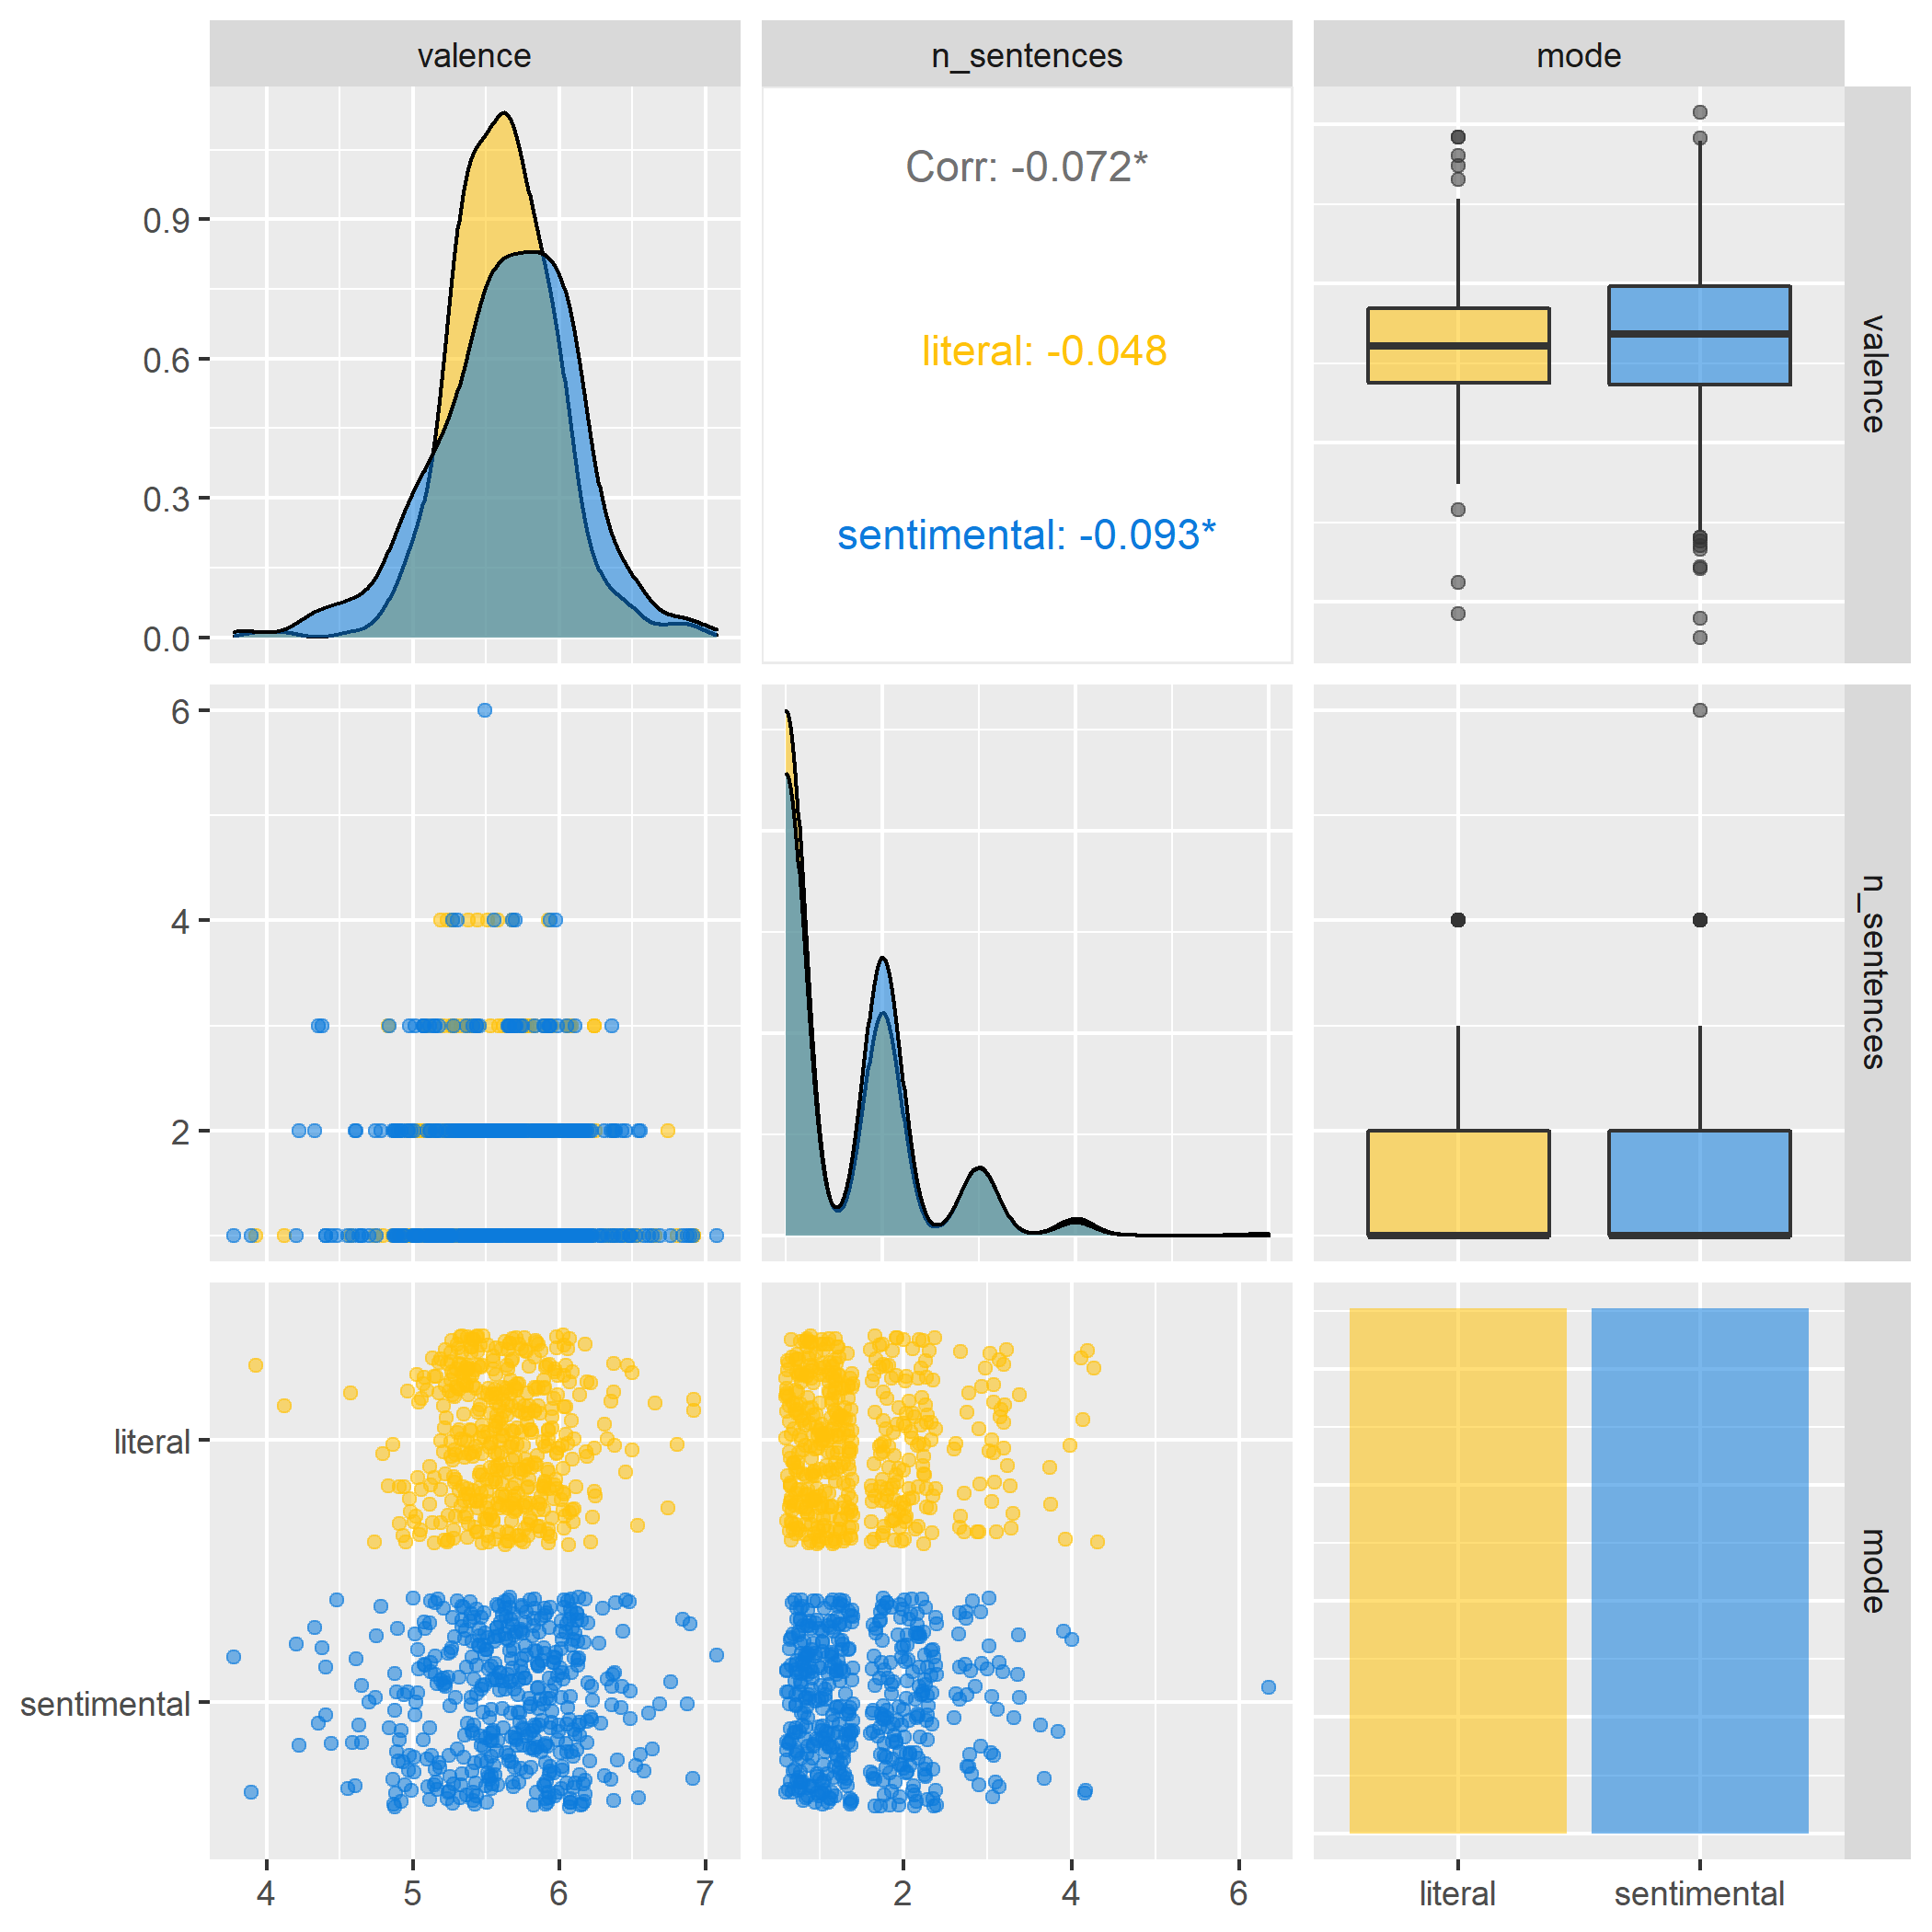 valence
n_sentences
mode
0.9
0.6
0.3
0.0
Corr: -0.072*
literal: -0.048
sentimental: -0.093*
valence
6
4
2
n_sentences
literal
sentimental
mode
4
5
6
7
2
4
6
literal
sentimental